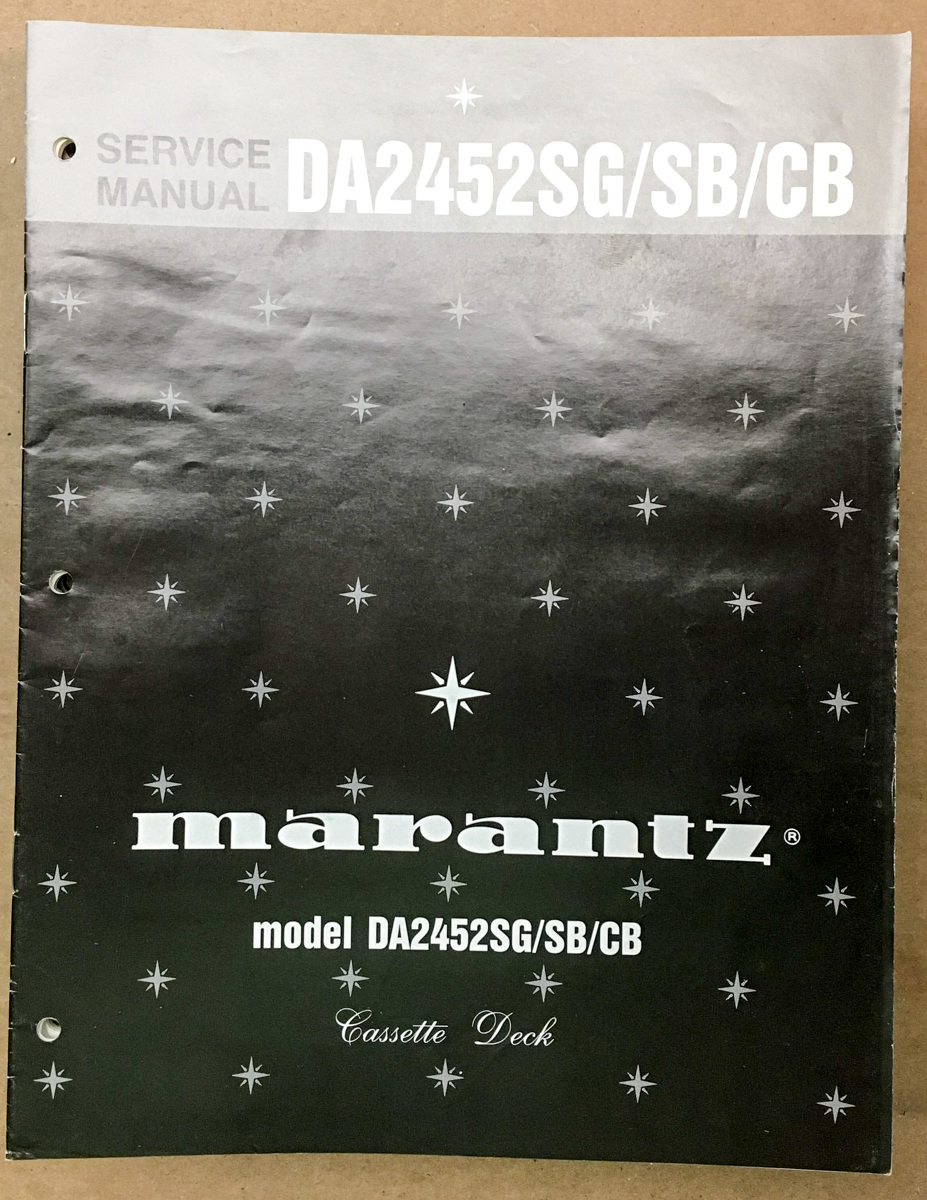 SERVICE
MANUAL
DA2452SG/SB/CB
marantz®
model DA2452SG/SB/CB
Cassette Deck